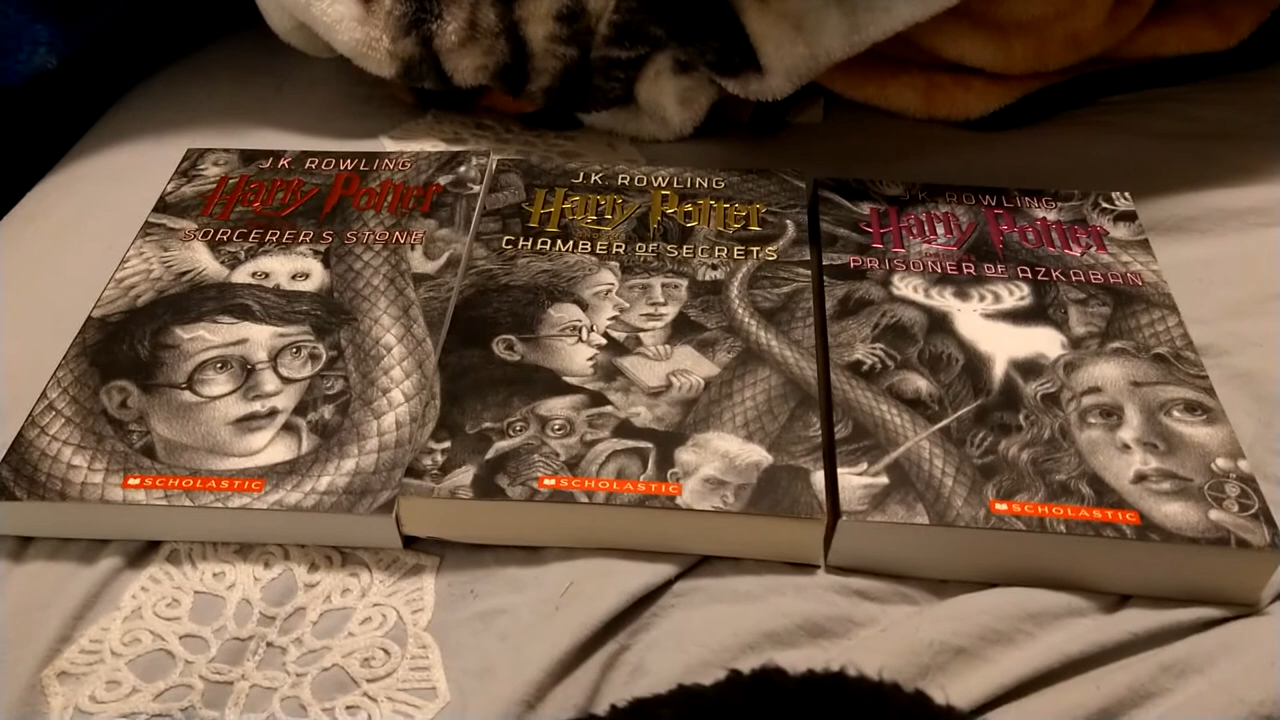 J.K. ROWLING
Harry Potter
SORCERER'S STONE
SCHOLASTIC
J.K. ROWLING
Harry Potter
CHAMBER OF SECRETS
SCHOLASTIC
J.K. ROWLING
Harry Potter
PRISONER OF AZKABAN
SCHOLASTIC